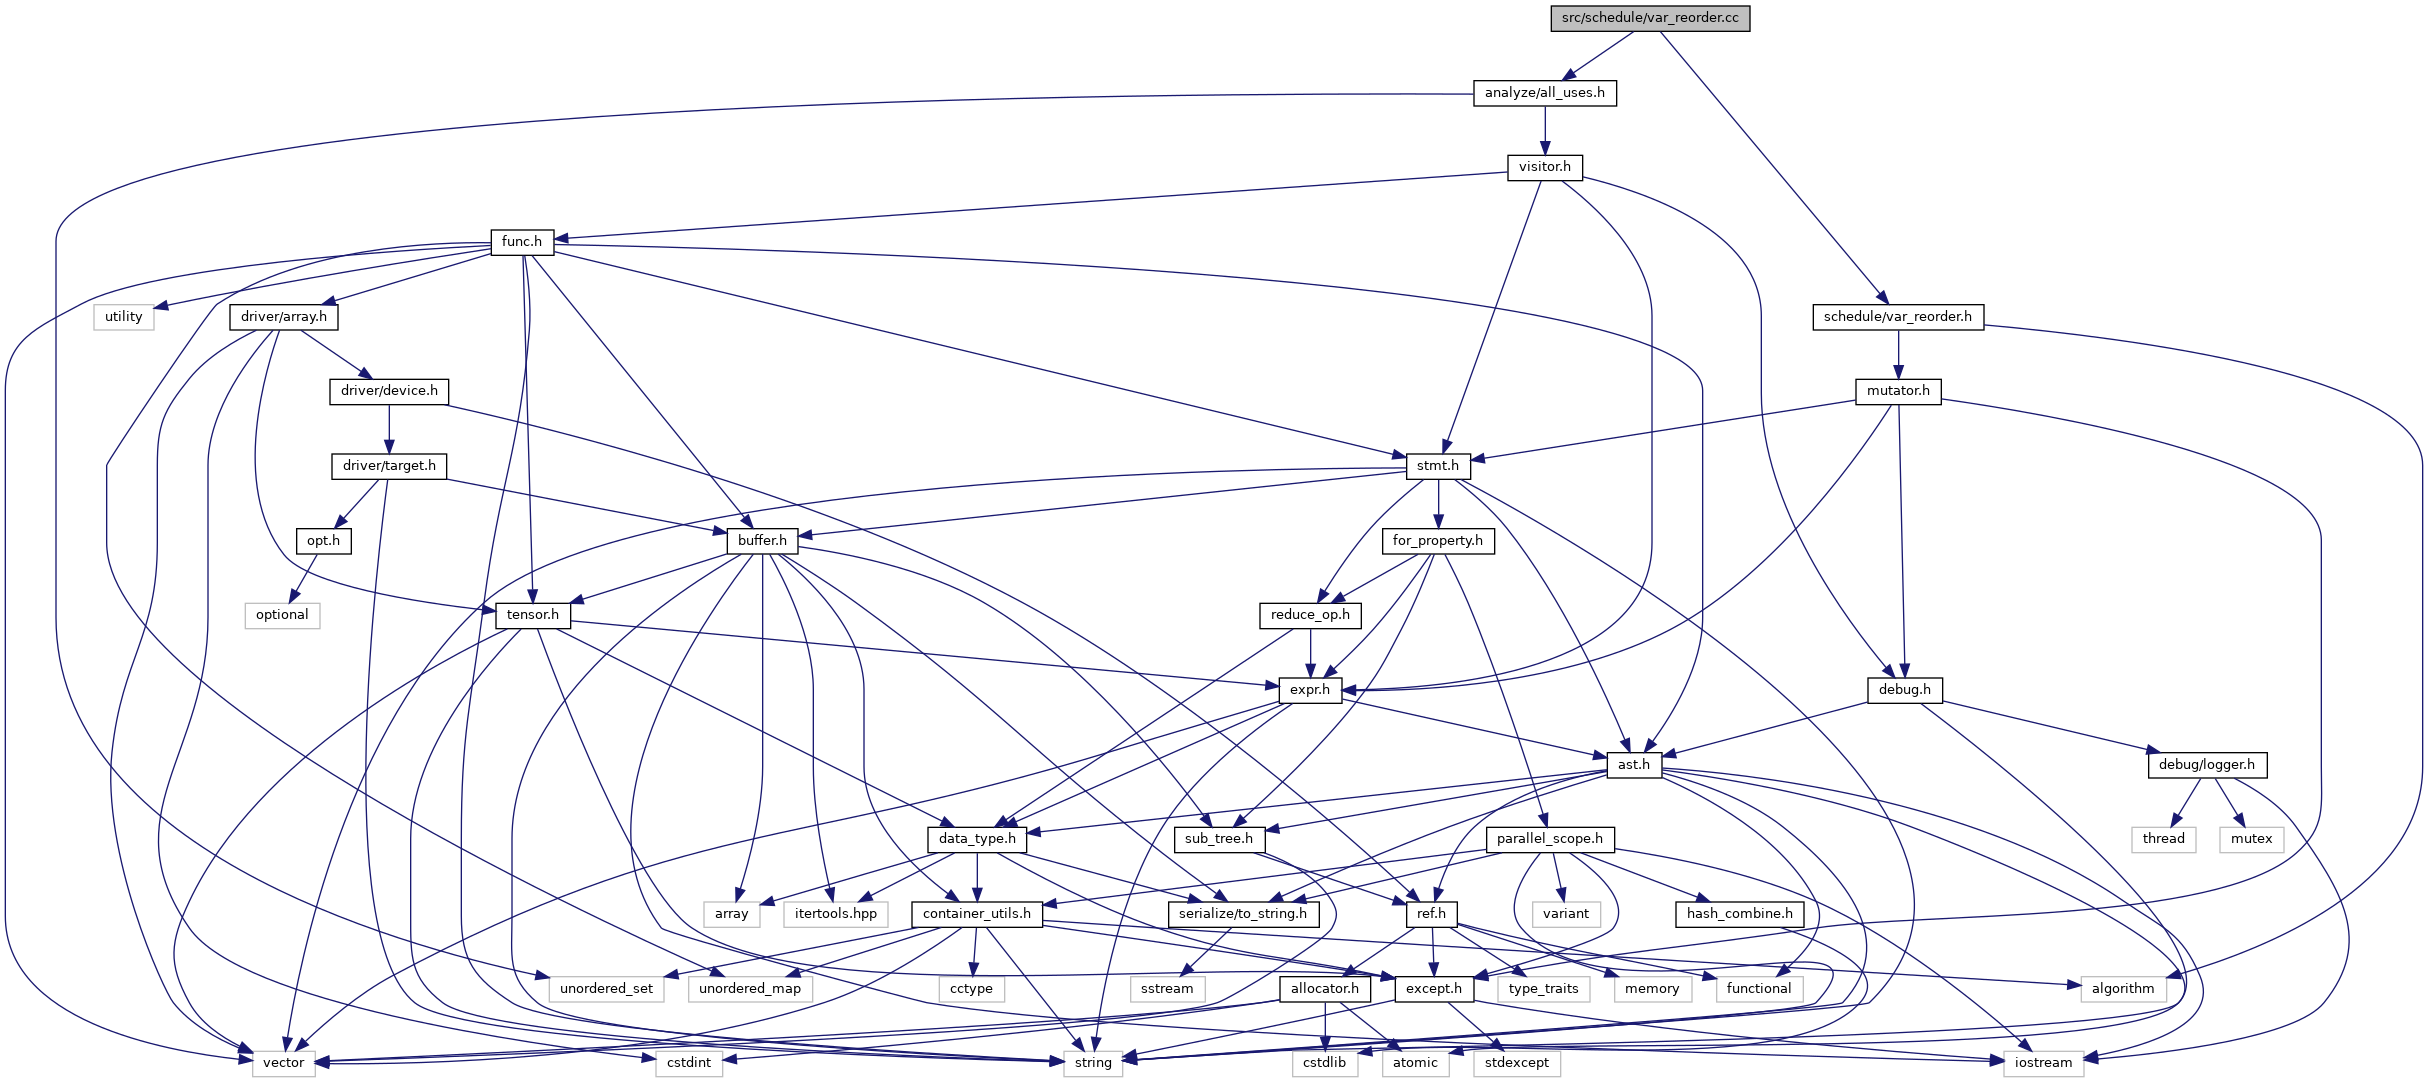 src/schedule/var_reorder.cc
analyze/all_uses.h
visitor.h
func.h
utility
driver/array.h
schedule/var_reorder.h
driver/device.h
mutator.h
driver/target.h
stmt.h
opt.h
buffer.h
for_property.h
optional
tensor.h
reduce_op.h
expr.h
debug.h
ast.h
debug/logger.h
data_type.h
sub_tree.h
parallel_scope.h
thread
mutex
array
itertools.hpp
container_utils.h
serialize/to_string.h
ref.h
variant
hash_combine.h
unordered_set
unordered_map
cctype
sstream
allocator.h
except.h
type_traits
memory
functional
algorithm
vector
cstdint
string
cstdlib
atomic
stdexcept
iostream